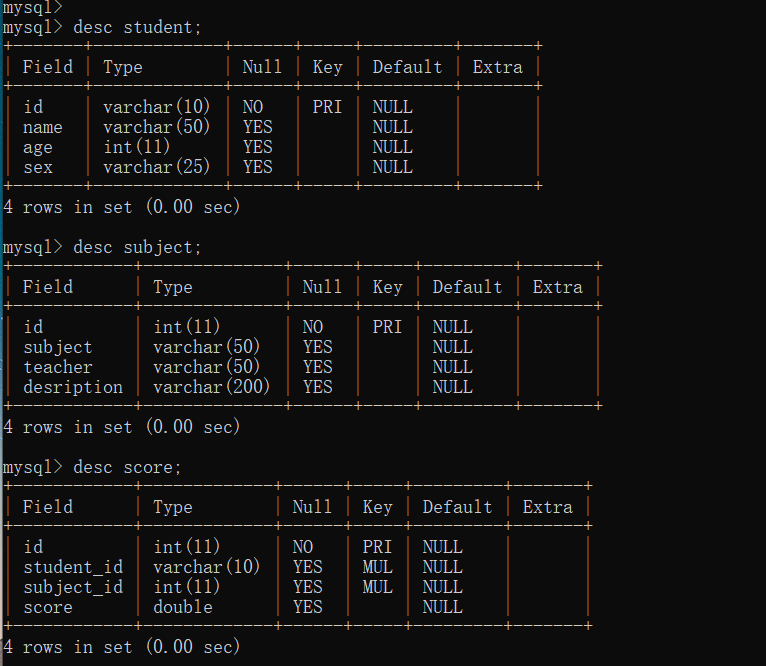 mysql>
mysql> desc student;
+-------+-------------+------+-----+---------+-------+
| Field | Type        | Null | Key | Default | Extra |
+-------+-------------+------+-----+---------+-------+
| id    | varchar(10) | NO   | PRI | NULL    |       |
| name  | varchar(50) | YES  |     | NULL    |       |
| age   | int(11)     | YES  |     | NULL    |       |
| sex   | varchar(25) | YES  |     | NULL    |       |
+-------+-------------+------+-----+---------+-------+
4 rows in set (0.00 sec)
mysql> desc subject;
+------------+--------------+------+-----+---------+-------+
| Field      | Type         | Null | Key | Default | Extra |
+------------+--------------+------+-----+---------+-------+
| id         | int(11)      | NO   | PRI | NULL    |       |
| subject    | varchar(50)  | YES  |     | NULL    |       |
| teacher    | varchar(50)  | YES  |     | NULL    |       |
| desription | varchar(200) | YES  |     | NULL    |       |
+------------+--------------+------+-----+---------+-------+
4 rows in set (0.00 sec)
mysql> desc score;
+------------+-------------+------+-----+---------+-------+
| Field      | Type        | Null | Key | Default | Extra |
+------------+-------------+------+-----+---------+-------+
| id         | int(11)     | NO   | PRI | NULL    |       |
| student_id | varchar(10) | YES  | MUL | NULL    |       |
| subject_id | int(11)     | YES  | MUL | NULL    |       |
| score      | double      | YES  |     | NULL    |       |
+------------+-------------+------+-----+---------+-------+
4 rows in set (0.00 sec)